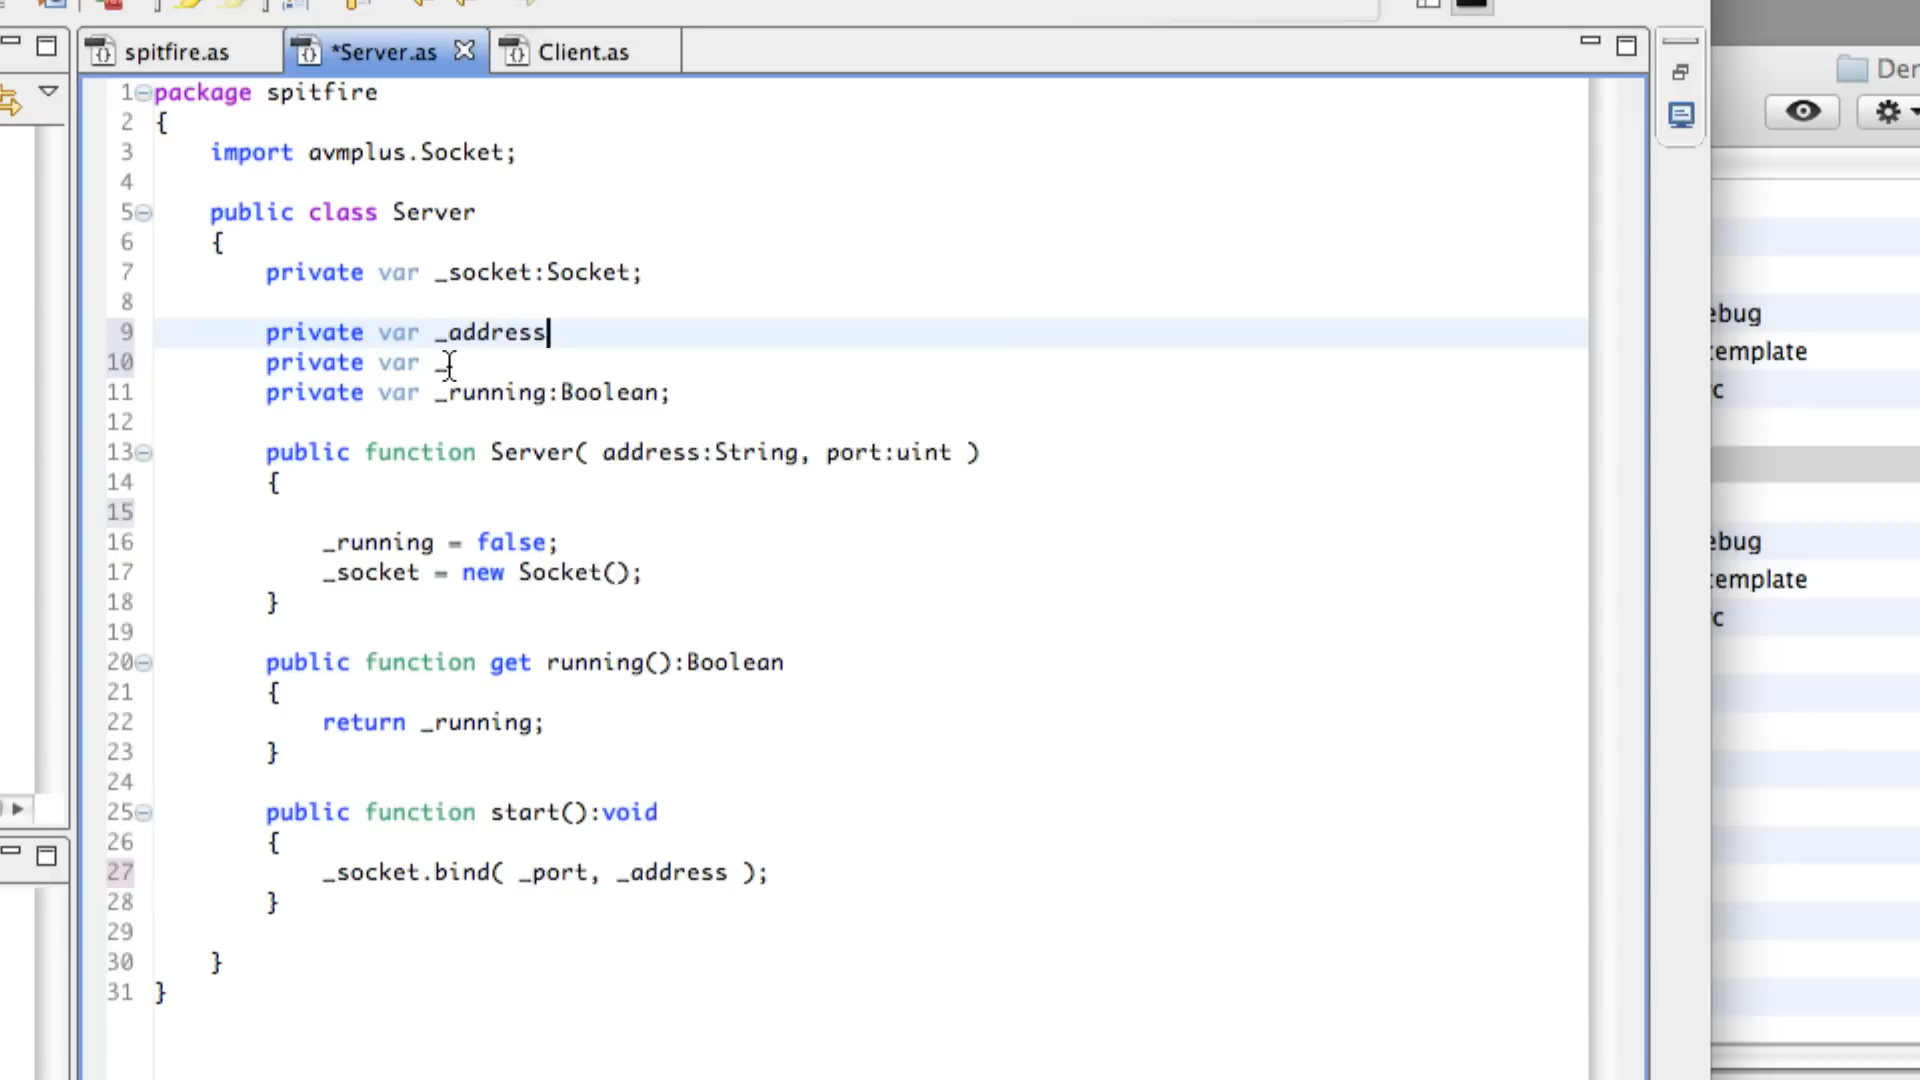 spitfire.as
*Server.as
Client.as
1 package spitfire
2 {
3 import avmplus.Socket;
4
5 public class Server
6 {
7 private var _socket:Socket;
8
9 private var _address
10 private var _
11 private var _running:Boolean;
12
13 public function Server( address:String, port:uint )
14 {
15
16 _running = false;
17 _socket = new Socket();
18 }
19
20 public function get running():Boolean
21 {
22 return _running;
23 }
24
25 public function start():void
26 {
27 _socket.bind( _port, _address );
28 }
29
30 }
31 }
Der
ebug
template
rc
ebug
template
rc